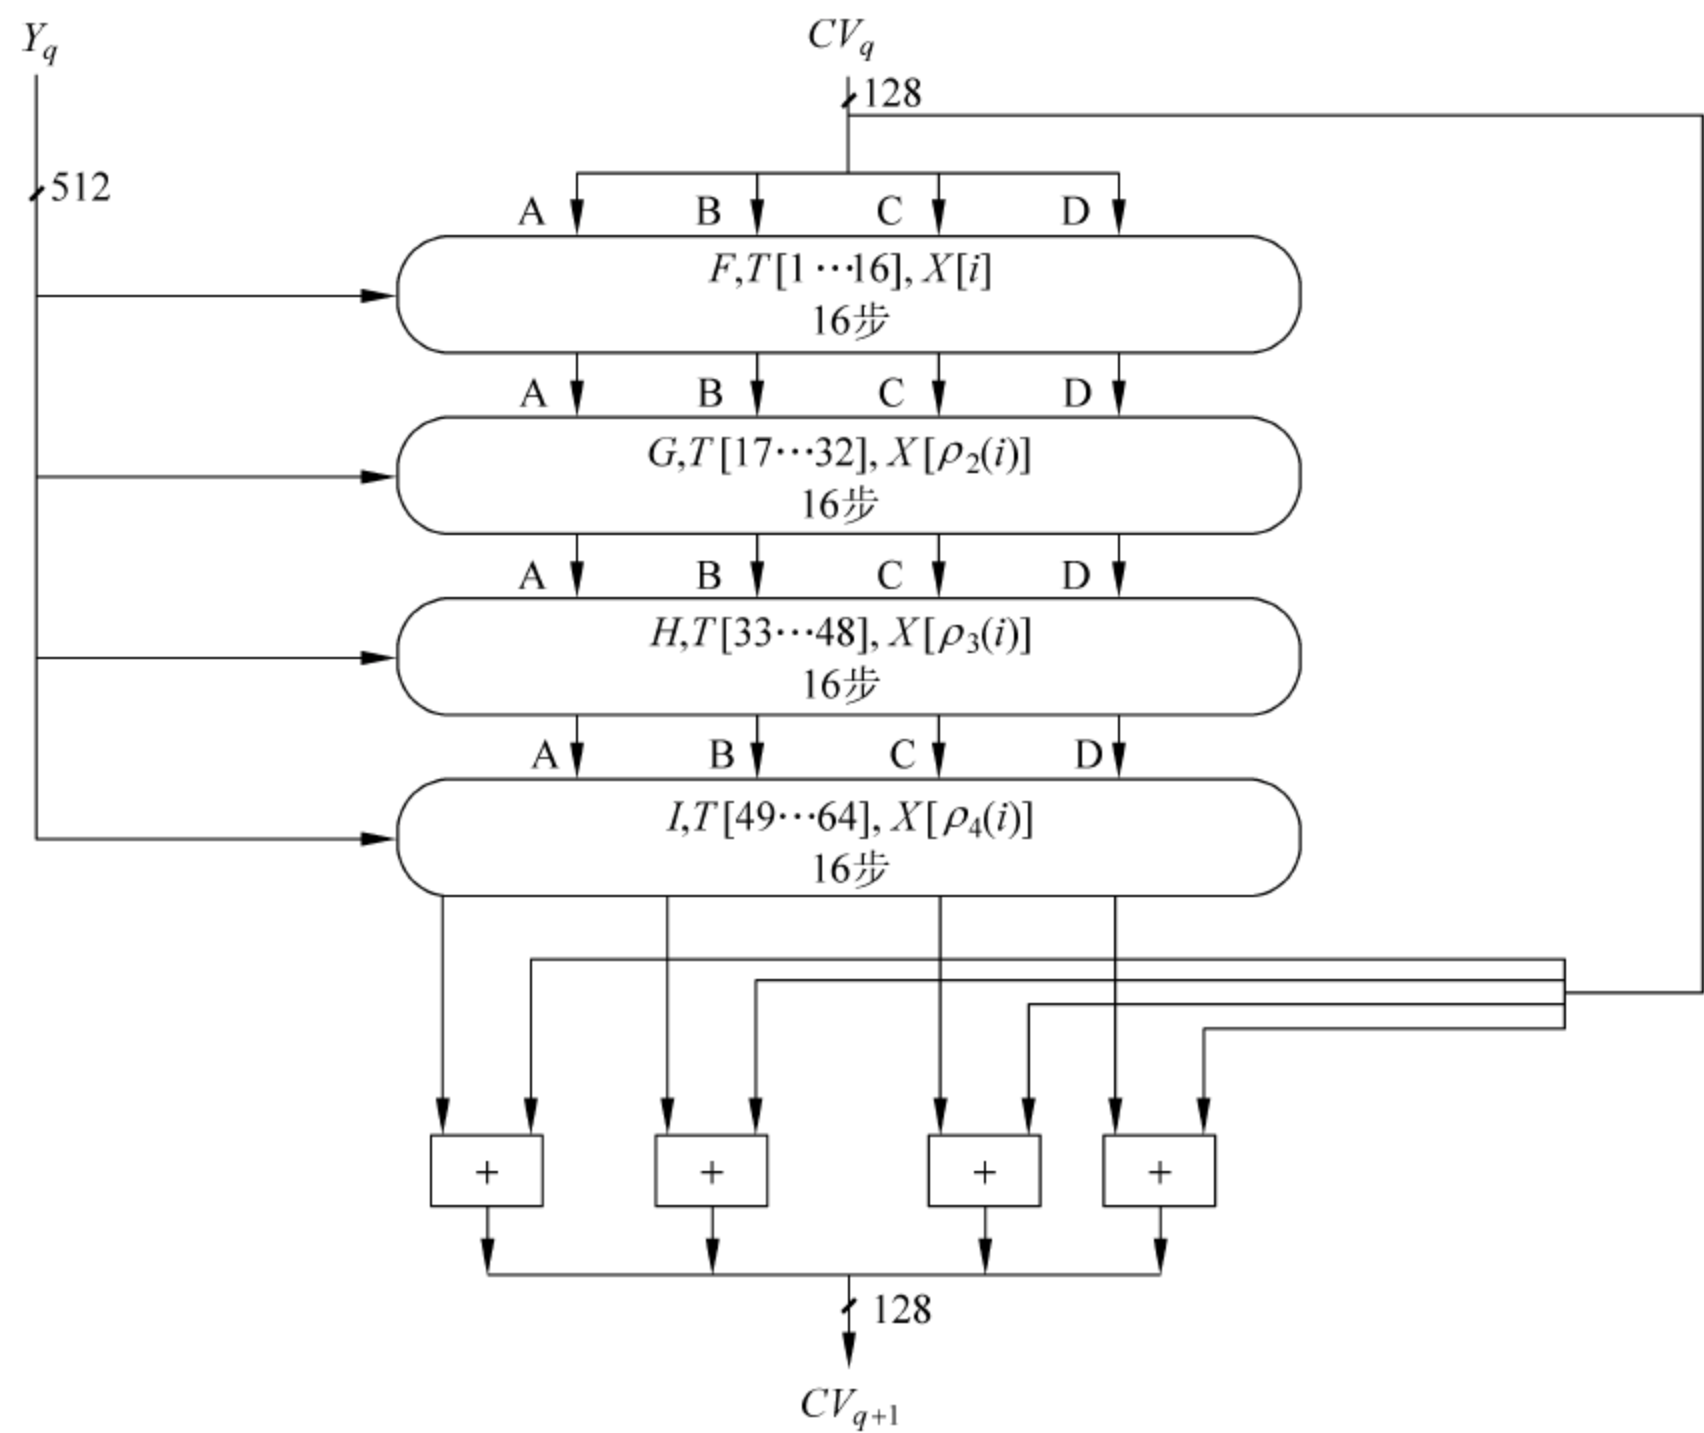 Y_q
CV_q
128
512
A B C D
F,T[1⋯16], X[i]
16步
A B C D
G,T[17⋯32], X[ρ₂(i)]
16步
A B C D
H,T[33⋯48], X[ρ₃(i)]
16步
A B C D
I,T[49⋯64], X[ρ₄(i)]
16步
+ + + +
128
CV_{q+1}